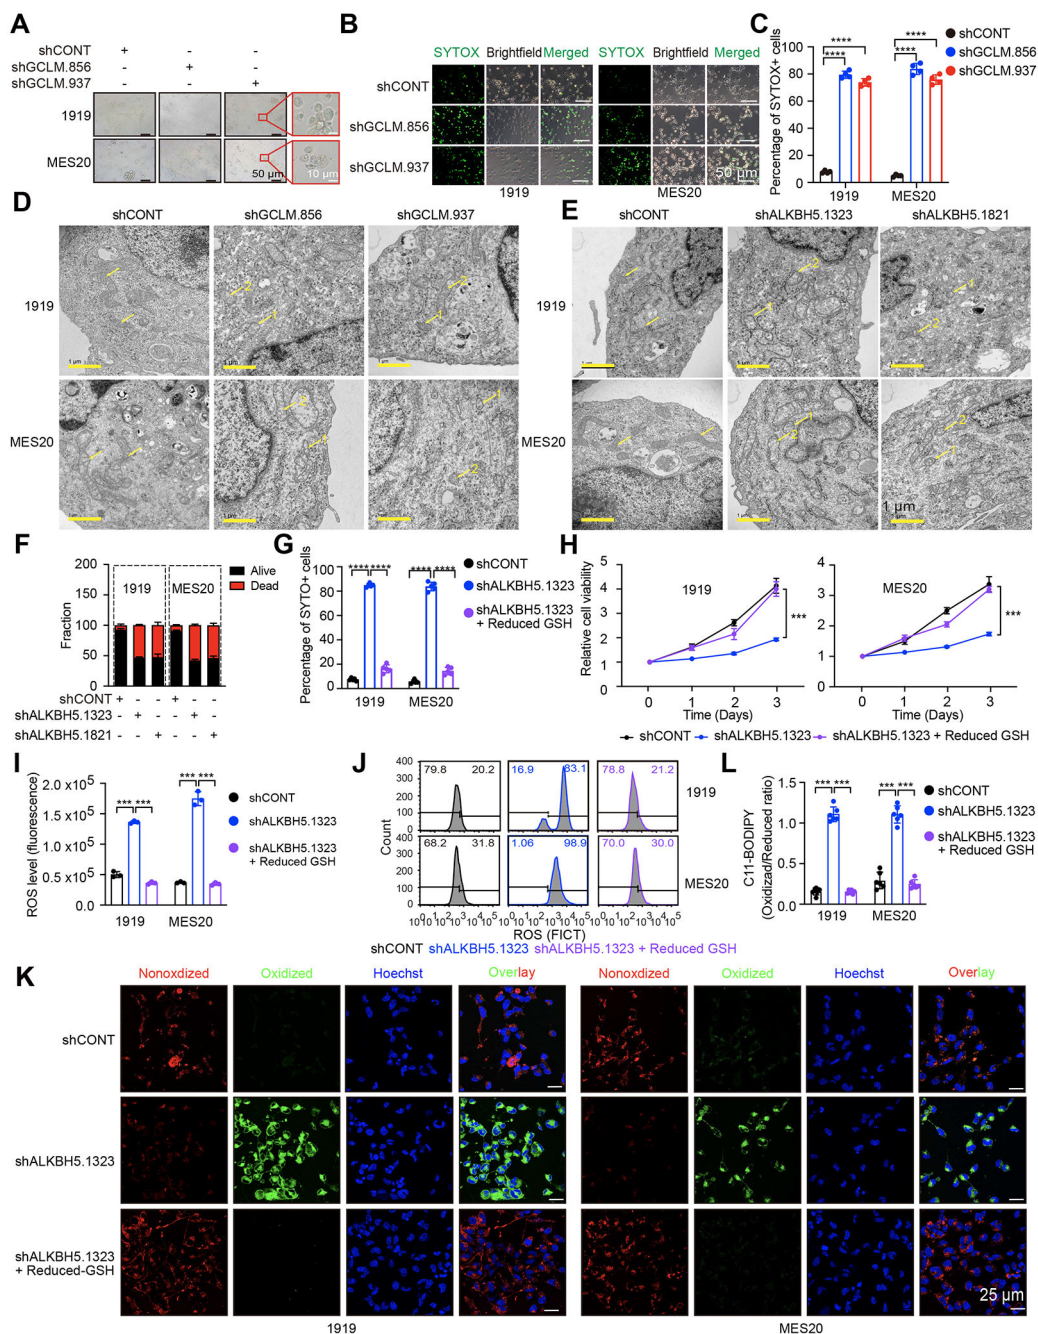 A
shCONT + - -
shGCLM.856 - + -
shGCLM.937 - - +
1919
MES20
50 µm
10 µm
B
SYTOX Brightfield Merged SYTOX Brightfield Merged
shCONT
shGCLM.856
shGCLM.937
50 µm
1919 MES20
C
Percentage of SYTOX+ cells
100
80
60
40
20
0
**** ****
**** ****
1919 MES20
shCONT
shGCLM.856
shGCLM.937
D
shCONT shGCLM.856 shGCLM.937
1919
MES20
1 µm
E
shCONT shALKBH5.1323 shALKBH5.1821
1919
MES20
1 µm
F
Fraction
200
150
100
50
0
1919 MES20
Alive
Dead
shCONT + - - + - -
shALKBH5.1323 - + - - + -
shALKBH5.1821 - - + - - +
G
Percentage of SYTO+ cells
100
80
60
40
20
0
**** **** **** ****
1919 MES20
shCONT
shALKBH5.1323
shALKBH5.1323
+ Reduced GSH
H
Relative cell viability
5
4
3
2
1
0
1919
***
0 1 2 3
Time (Days)
4
3
2
1
0
MES20
***
0 1 2 3
Time (Days)
shCONT shALKBH5.1323 shALKBH5.1323 + Reduced GSH
I
ROS level (fluorescence)
2.0 x10⁵
1.5 x10⁵
1.0 x10⁵
0.5 x10⁵
0
*** *** *** ***
1919 MES20
shCONT
shALKBH5.1323
shALKBH5.1323
+ Reduced GSH
J
Count
400
300
200
100
0
79.8 20.2 16.9 83.1 78.8 21.2
1919
400
300
200
100
0
68.2 31.8 1.06 98.9 70.0 30.0
MES20
ROS (FICT)
shCONT shALKBH5.1323 shALKBH5.1323 + Reduced GSH
L
C11-BODIPY
(Oxidizad/Reduced ratio)
1.5
1.0
0.5
0.0
*** *** *** ***
1919 MES20
shCONT
shALKBH5.1323
shALKBH5.1323
+ Reduced GSH
K
Nonoxdized Oxidized Hoechst Overlay Nonoxdized Oxidized Hoechst Overlay
shCONT
shALKBH5.1323
shALKBH5.1323
+ Reduced-GSH
25 µm
1919 MES20